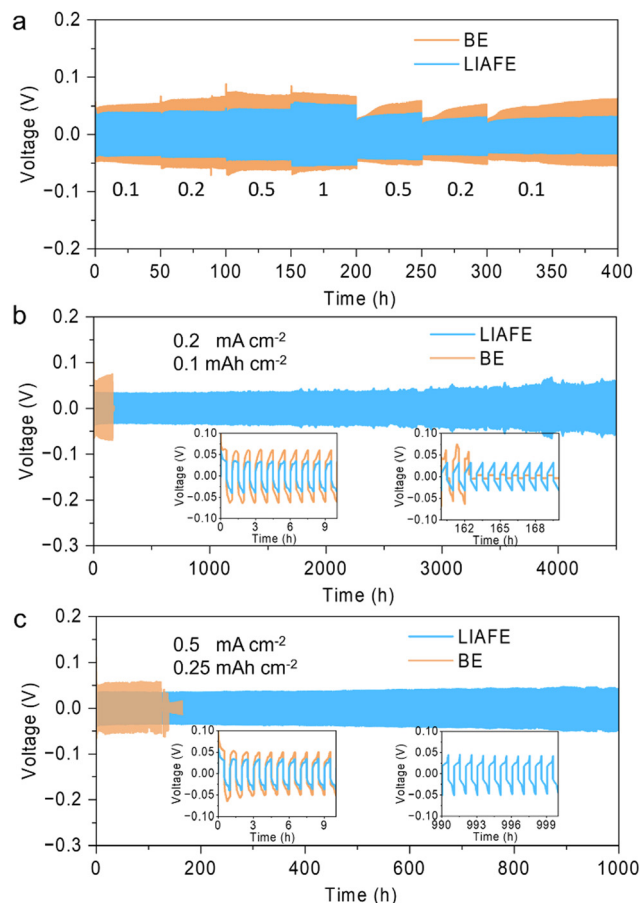 a
BE
LIAFE
0.2
0.1
0.0
−0.1
−0.2
Voltage (V)
0.1 0.2 0.5 1 0.5 0.2 0.1
0 50 100 150 200 250 300 350 400
Time (h)
b
0.2 mA cm-2
0.1 mAh cm-2
LIAFE
BE
0.2
0.1
0.0
−0.1
−0.2
−0.3
Voltage (V)
0.10
0.05
0.00
−0.05
−0.10
Voltage (V)
0 3 6 9
Time (h)
0.10
0.05
0.00
−0.05
−0.10
Voltage (V)
162 165 168
Time (h)
0 1000 2000 3000 4000
Time (h)
c
0.5 mA cm-2
0.25 mAh cm-2
LIAFE
BE
0.2
0.1
0.0
−0.1
−0.2
−0.3
Voltage (V)
0.10
0.05
0.00
−0.05
−0.10
Voltage (V)
0 3 6 9
Time (h)
0.10
0.05
0.00
−0.05
−0.10
Voltage (V)
990 993 996 999
Time (h)
0 200 400 600 800 1000
Time (h)